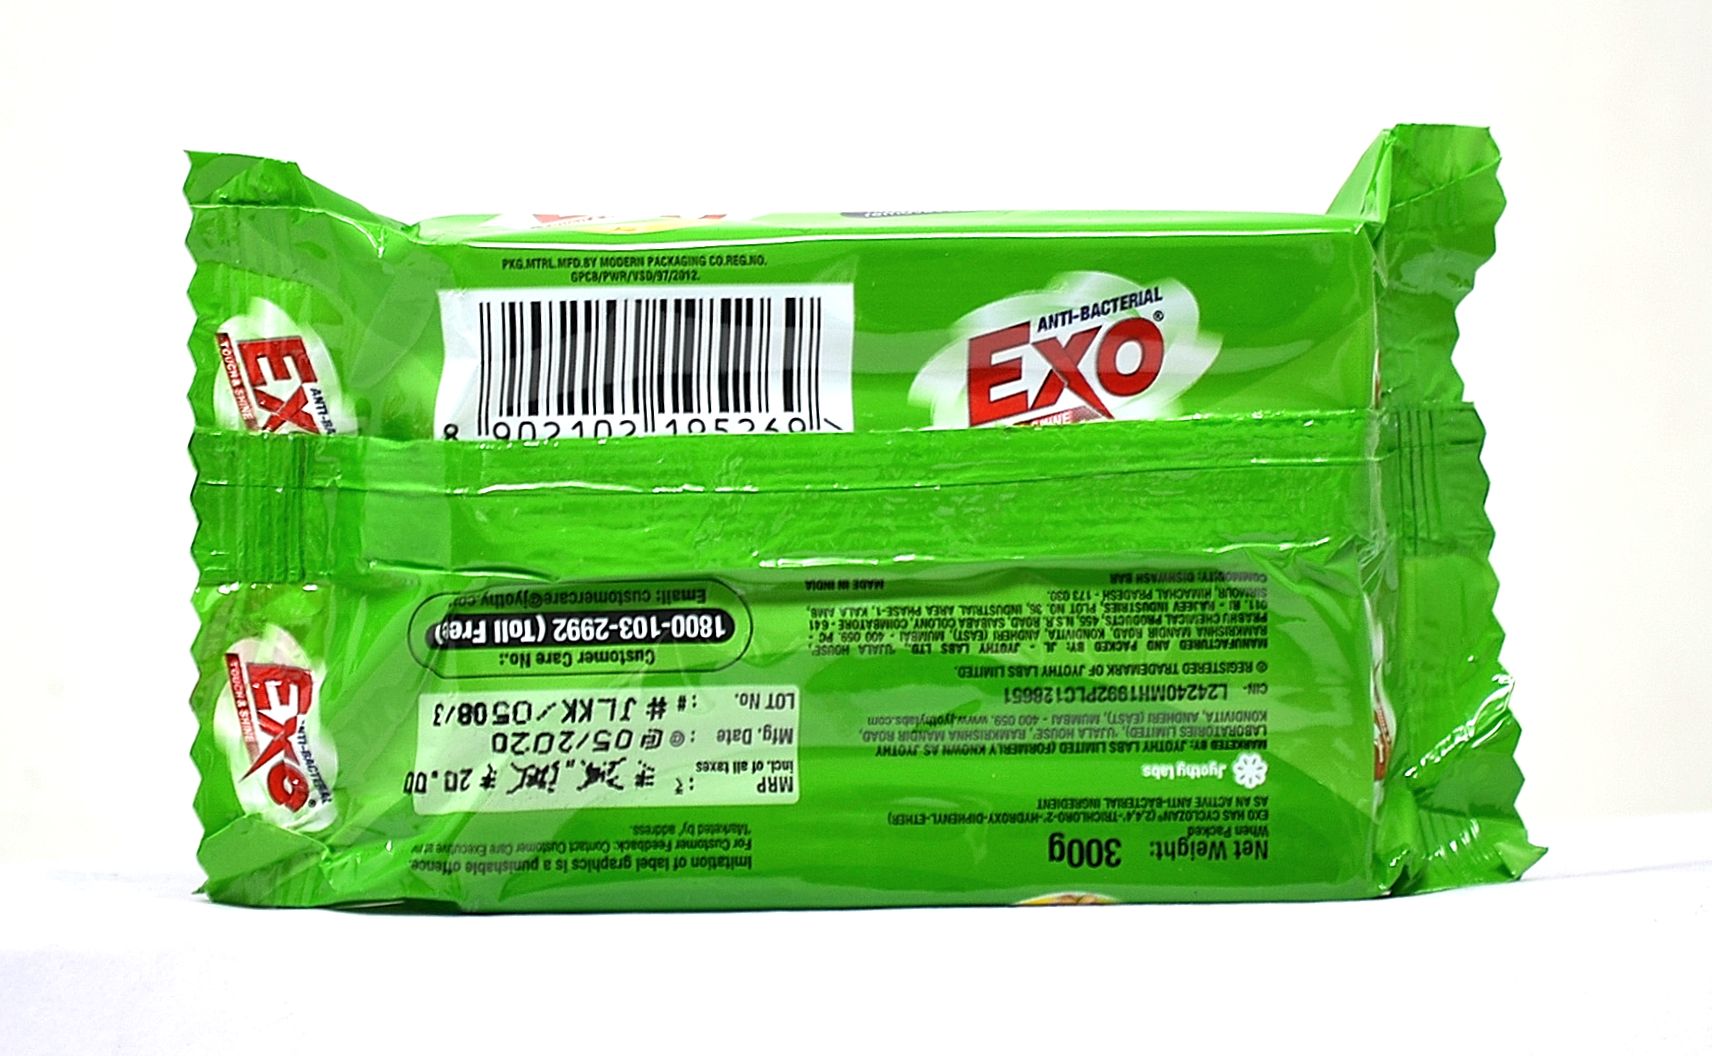 PKG.MTRL.MFD.BY MODERN PACKAGING CO.REG.NO.
GPCB/PWR/VSD/97/2012.
ANTI-BACTERIAL
EXO®
SHINE
8 902102 195269 >
EX
ANTI-BA
TOUCH & SHINE
ANTI-BACTERIAL
EXO®
TOUCH & SHINE
Net Weight: 300g
When Packed
EXO HAS CYCLOZAN® (2,4,4'-TRICHLORO-2'-HYDROXY-DIPHENYL-ETHER)
AS AN ACTIVE ANTI-BACTERIAL INGREDIENT
Jyothy Labs
MARKETED BY: JYOTHY LABS LIMITED (FORMERLY KNOWN AS JYOTHY
LABORATORIES LIMITED), 'UJALA' HOUSE, RAMKRISHNA MANDIR ROAD,
KONDIVITA, ANDHERI (EAST), MUMBAI - 400 059. www.jyothylabs.com
CIN- L24240MH1992PLC128651
® REGISTERED TRADEMARK OF JYOTHY LABS LIMITED.
MANUFACTURED AND PACKED BY: JL - JYOTHY LABS LTD., 'UJALA HOUSE',
RAMKRISHNA MANDIR ROAD, KONDIVITA, ANDHERI (EAST), MUMBAI - 400 059. PC -
PRABHU CHEMICAL PRODUCTS, 455, N.S.R. ROAD, SAIBABA COLONY, COIMBATORE - 641
011. RI - RAJEEV INDUSTRIES, PLOT NO. 36, INDUSTRIAL AREA PHASE-1, KALA AMB,
SIRMOUR, HIMACHAL PRADESH - 173 030.
COMMODITY: DISHWASH BAR MADE IN INDIA
Imitation of label graphics is a punishable offence.
For Customer Feedback: Contact Customer Care Executive at
'Marketed by' address.
MRP : ₹ 20.00
incl. of all taxes
Mfg. Date : @ 05/2020
LOT No. : # JLKK/0508/3
Customer Care No.:
1800-103-2992 (Toll Free)
Email: customercare@jyothy.co